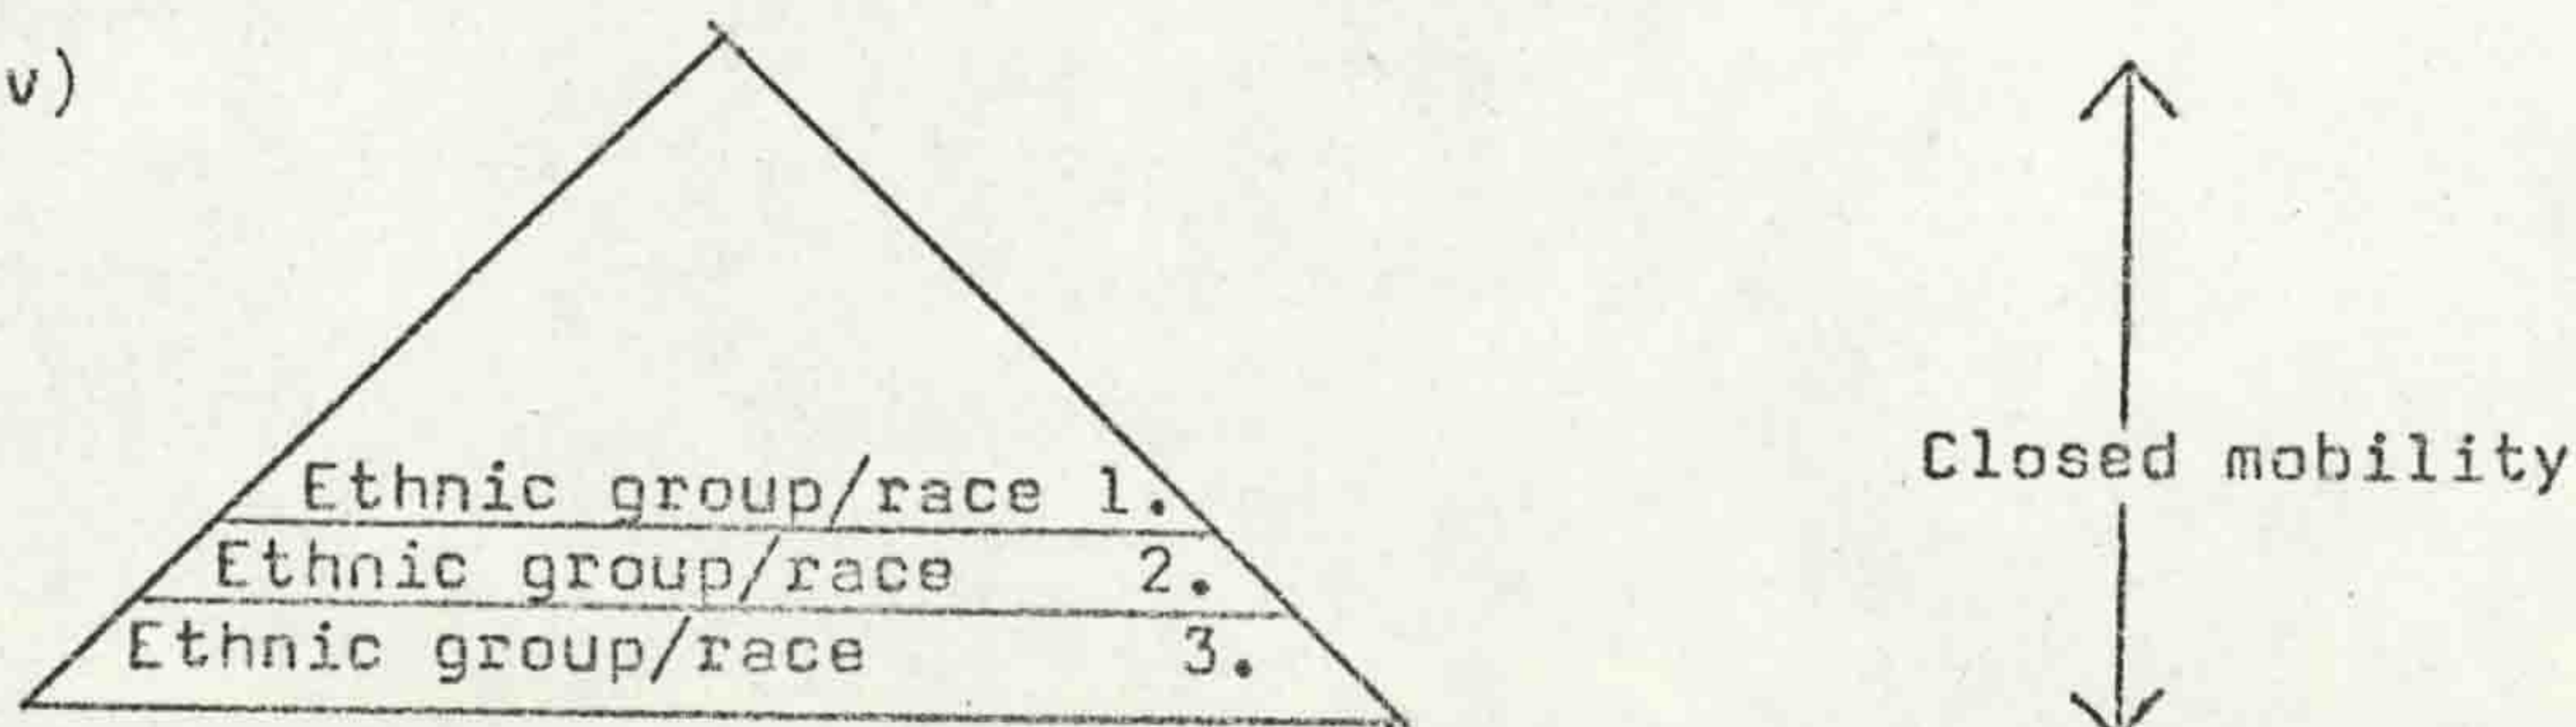 v)
Ethnic group/race 1.
Closed mobility
Ethnic group/race 2.
Ethnic group/race 3.